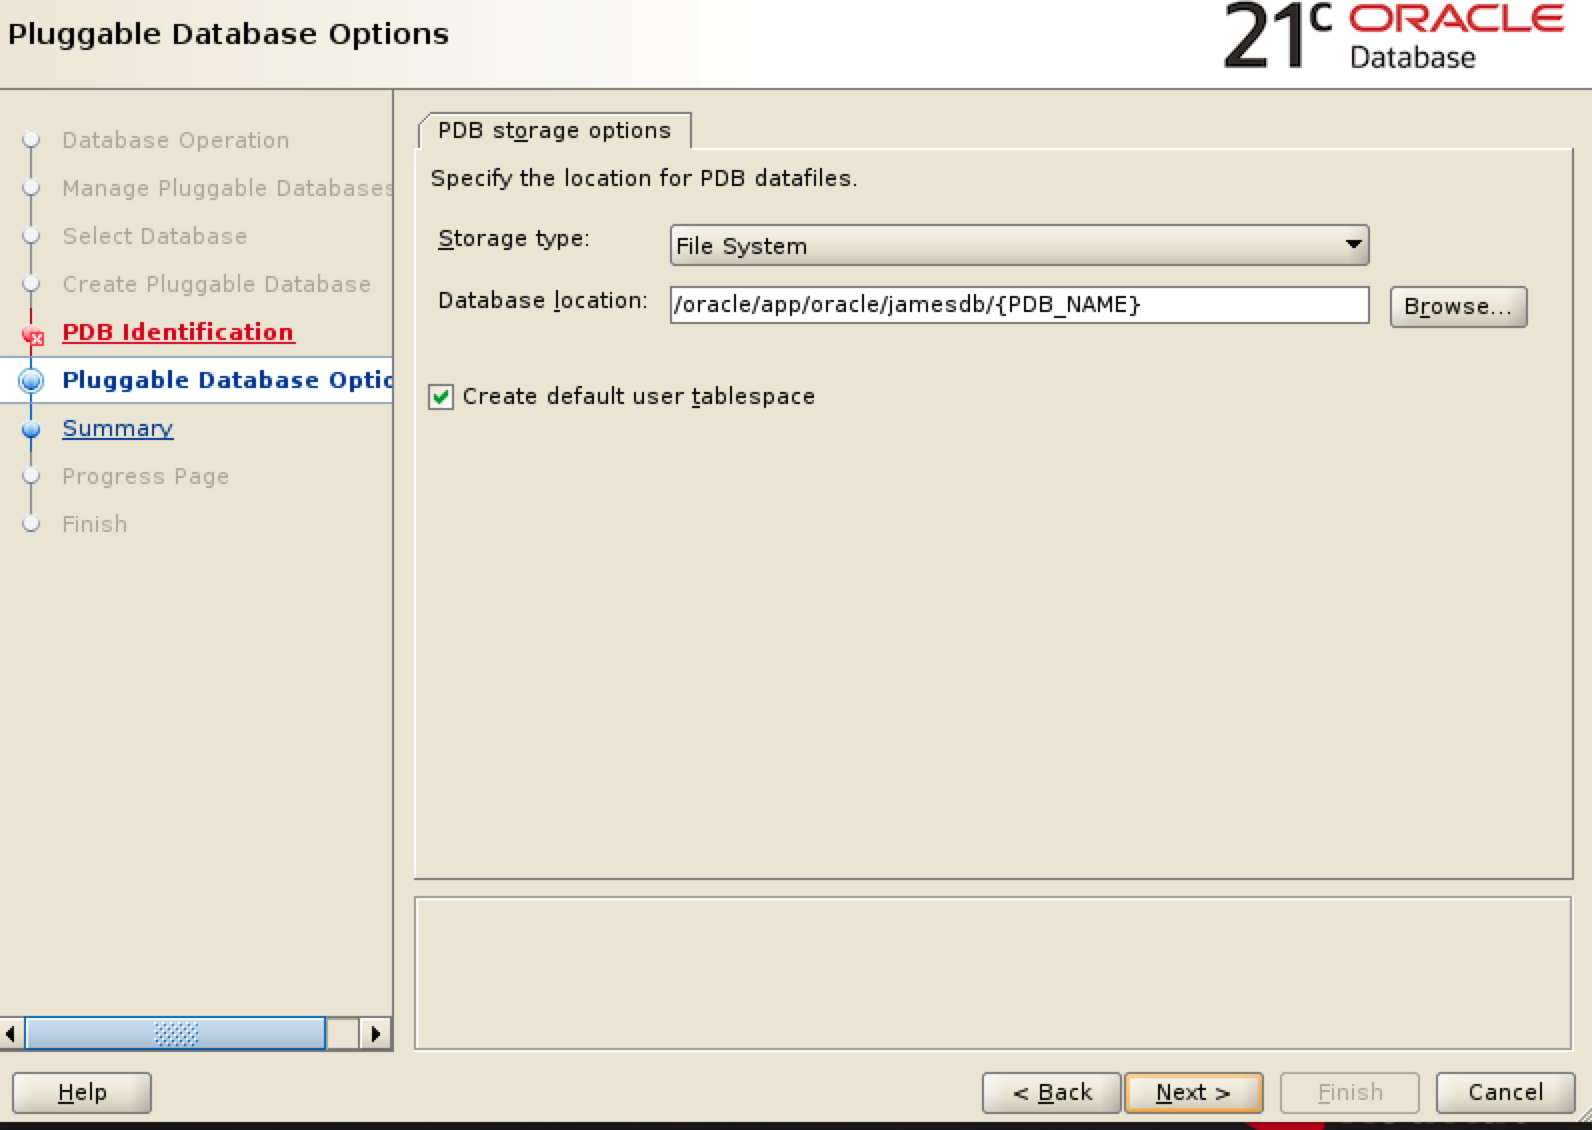 Pluggable Database Options
21c ORACLE
Database
Database Operation
Manage Pluggable Databases
Select Database
Create Pluggable Database
PDB Identification
Pluggable Database Optio
Summary
Progress Page
Finish
PDB storage options
Specify the location for PDB datafiles.
Storage type: File System
Database location: /oracle/app/oracle/jamesdb/{PDB_NAME} Browse...
Create default user tablespace
Help < Back Next > Finish Cancel